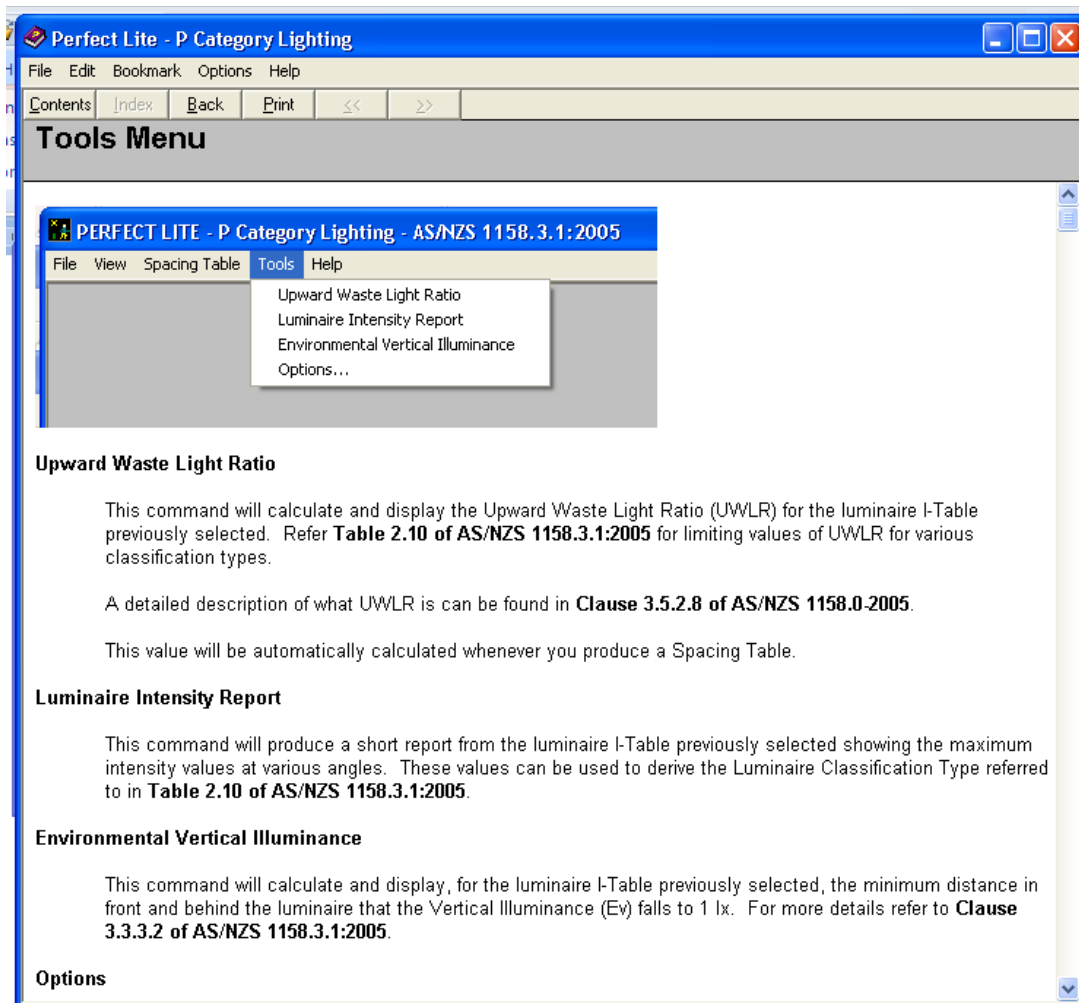 Perfect Lite - P Category Lighting
File Edit Bookmark Options Help
Contents Index Back Print << >>
Tools Menu
PERFECT LITE - P Category Lighting - AS/NZS 1158.3.1:2005
File View Spacing Table Tools Help
Upward Waste Light Ratio
Luminaire Intensity Report
Environmental Vertical Illuminance
Options...
Upward Waste Light Ratio
This command will calculate and display the Upward Waste Light Ratio (UWLR) for the luminaire I-Table
previously selected. Refer Table 2.10 of AS/NZS 1158.3.1:2005 for limiting values of UWLR for various
classification types.
A detailed description of what UWLR is can be found in Clause 3.5.2.8 of AS/NZS 1158.0-2005.
This value will be automatically calculated whenever you produce a Spacing Table.
Luminaire Intensity Report
This command will produce a short report from the luminaire I-Table previously selected showing the maximum
intensity values at various angles. These values can be used to derive the Luminaire Classification Type referred
to in Table 2.10 of AS/NZS 1158.3.1:2005.
Environmental Vertical Illuminance
This command will calculate and display, for the luminaire I-Table previously selected, the minimum distance in
front and behind the luminaire that the Vertical Illuminance (Ev) falls to 1 lx. For more details refer to Clause
3.3.3.2 of AS/NZS 1158.3.1:2005.
Options